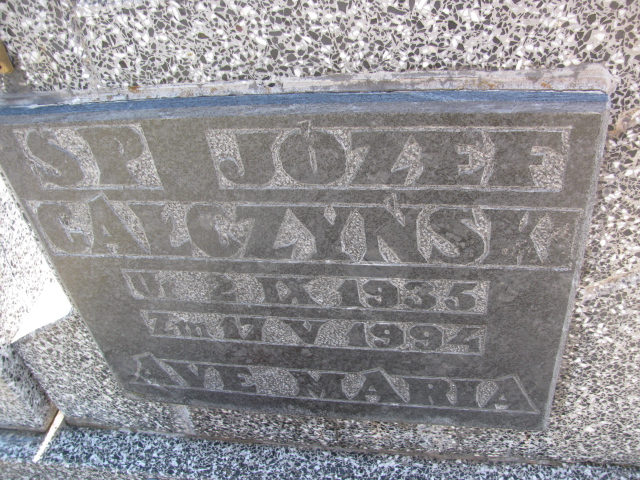 SP JÓZEF
GAŁCZYŃSKI
Ur 2 IX 1935
Zm 17 V 1994
AVE MARIA